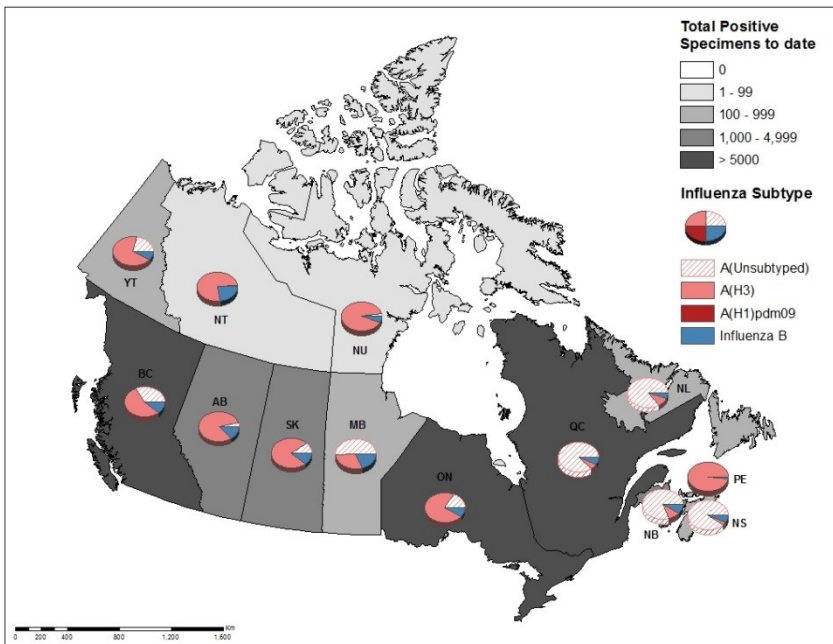 Total Positive
Specimens to date
0
1 - 99
100 - 999
1,000 - 4,999
> 5000
Influenza Subtype
A(Unsubtyped)
A(H3)
A(H1)pdm09
Influenza B
YT
NT
NU
BC
AB
SK
MB
ON
QC
NL
PE
NB
NS
Km
0 200 400 800 1,200 1,600